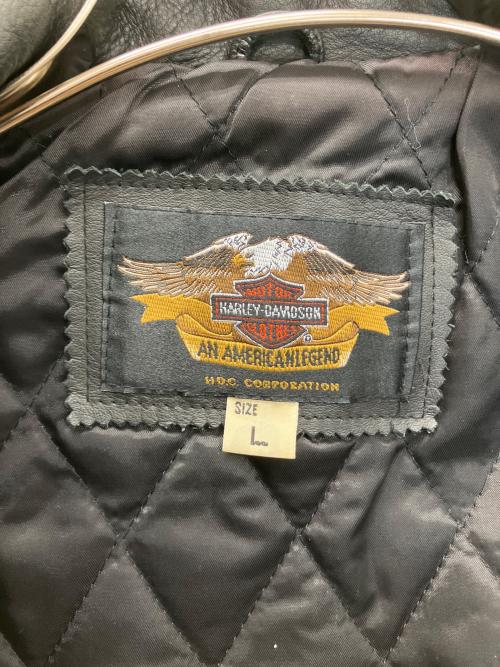 MOTOR
HARLEY-DAVIDSON
CLOTHES
®
AN AMERICAN LEGEND
H.D.C. CORPORATION
SIZE
L